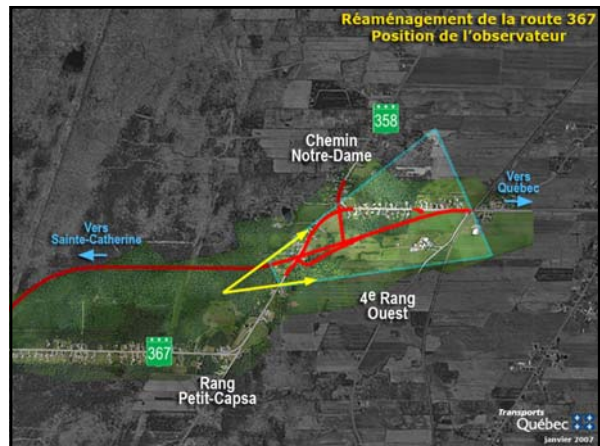 Réaménagement de la route 367
Position de l'observateur
358
Chemin
Notre-Dame
Vers
Québec
Vers
Sainte-Catherine
4e Rang
Ouest
367
Rang
Petit-Capsa
Transports
Québec
janvier 2007